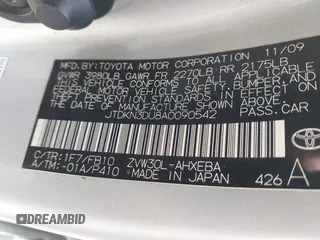 MFD.BY:TOYOTA MOTOR CORPORATION 11/09
GVWR 3980LB GAWR FR 2270LB RR 2175LB
THIS VEHICLE CONFORMS TO ALL APPLICABLE
FEDERAL MOTOR VEHICLE SAFETY, BUMPER, AND
THEFT PREVENTION STANDARDS IN EFFECT ON
THE DATE OF MANUFACTURE SHOWN ABOVE.
JTDKN3DU8A0090542 PASS.CAR
C/TR:1F7/FB10 ZVW30L-AHXEBA
A/TM:-01A/P410 MADE IN JAPAN
TOYOTA
426 A
DREAMBID